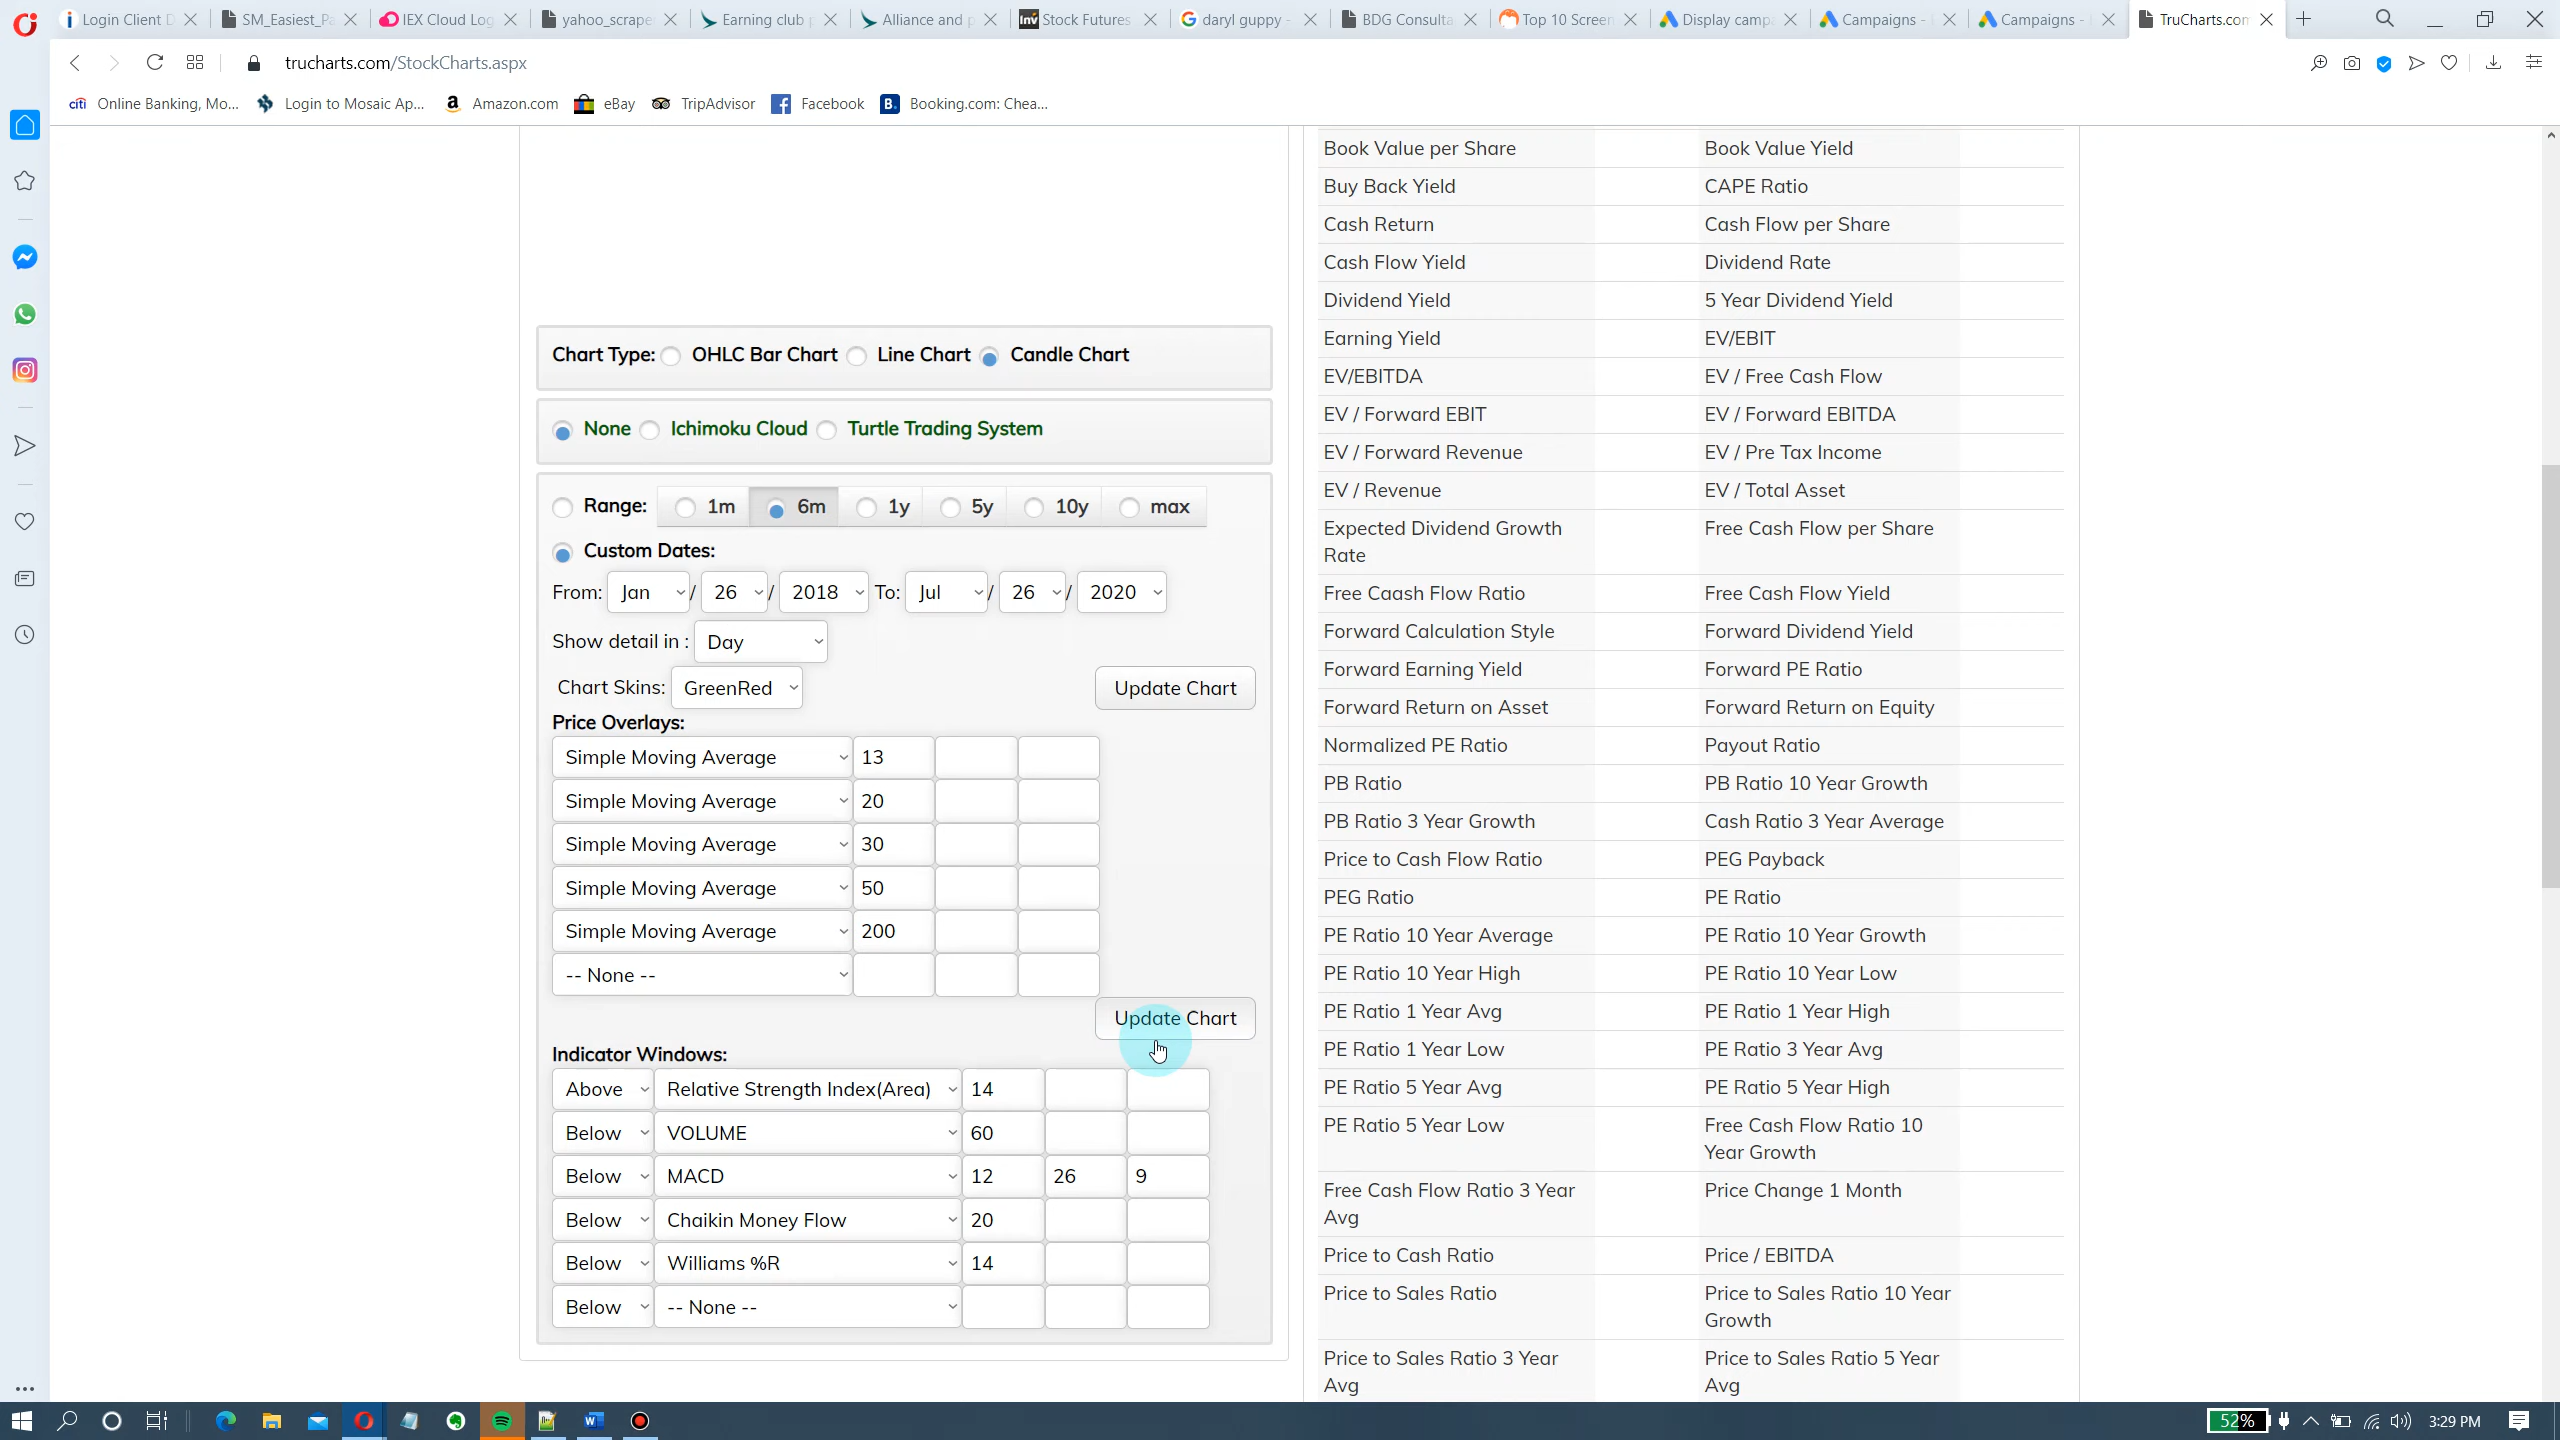 Login Client D
SM_Easiest_Pa
IEX Cloud Log
yahoo_scrape
Earning club p
Alliance and p
Inv Stock Futures
daryl guppy -
BDG Consulta
Top 10 Screen
Display camp
Campaigns -
Campaigns -
TruCharts.com
trucharts.com/StockCharts.aspx
citi Online Banking, Mo...
Login to Mosaic Ap...
Amazon.com
eBay
TripAdvisor
Facebook
B. Booking.com: Chea...
Chart Type: OHLC Bar Chart Line Chart Candle Chart
None Ichimoku Cloud Turtle Trading System
Range: 1m 6m 1y 5y 10y max
Custom Dates:
From: Jan / 26 / 2018 To: Jul / 26 / 2020
Show detail in : Day
Chart Skins: GreenRed Update Chart
Price Overlays:
Simple Moving Average 13
Simple Moving Average 20
Simple Moving Average 30
Simple Moving Average 50
Simple Moving Average 200
-- None --
Update Chart
Indicator Windows:
Above Relative Strength Index(Area) 14
Below VOLUME 60
Below MACD 12 26 9
Below Chaikin Money Flow 20
Below Williams %R 14
Below -- None --
Book Value per Share Book Value Yield
Buy Back Yield CAPE Ratio
Cash Return Cash Flow per Share
Cash Flow Yield Dividend Rate
Dividend Yield 5 Year Dividend Yield
Earning Yield EV/EBIT
EV/EBITDA EV / Free Cash Flow
EV / Forward EBIT EV / Forward EBITDA
EV / Forward Revenue EV / Pre Tax Income
EV / Revenue EV / Total Asset
Expected Dividend Growth Free Cash Flow per Share
Rate
Free Caash Flow Ratio Free Cash Flow Yield
Forward Calculation Style Forward Dividend Yield
Forward Earning Yield Forward PE Ratio
Forward Return on Asset Forward Return on Equity
Normalized PE Ratio Payout Ratio
PB Ratio PB Ratio 10 Year Growth
PB Ratio 3 Year Growth Cash Ratio 3 Year Average
Price to Cash Flow Ratio PEG Payback
PEG Ratio PE Ratio
PE Ratio 10 Year Average PE Ratio 10 Year Growth
PE Ratio 10 Year High PE Ratio 10 Year Low
PE Ratio 1 Year Avg PE Ratio 1 Year High
PE Ratio 1 Year Low PE Ratio 3 Year Avg
PE Ratio 5 Year Avg PE Ratio 5 Year High
PE Ratio 5 Year Low Free Cash Flow Ratio 10
Year Growth
Free Cash Flow Ratio 3 Year Price Change 1 Month
Avg
Price to Cash Ratio Price / EBITDA
Price to Sales Ratio Price to Sales Ratio 10 Year
Growth
Price to Sales Ratio 3 Year Price to Sales Ratio 5 Year
Avg Avg
52% 3:29 PM